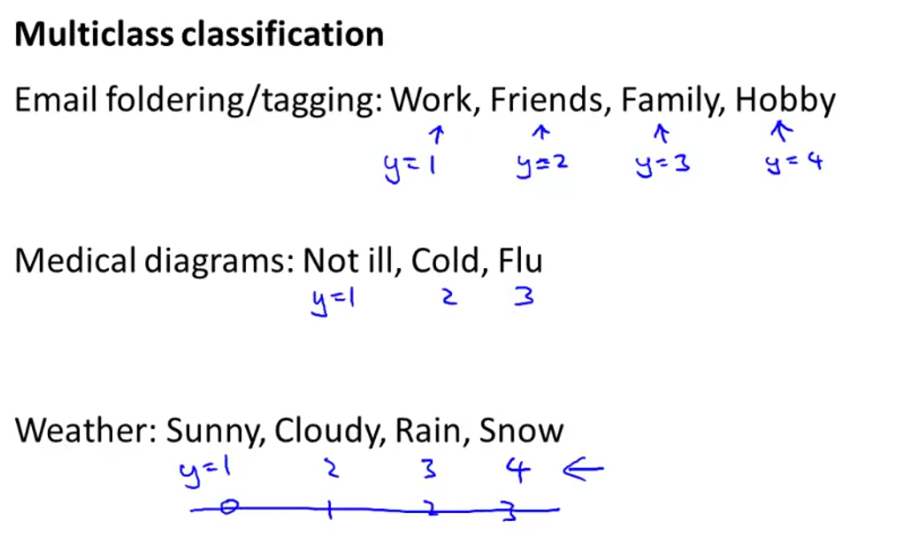 Multiclass classification
Email foldering/tagging: Work, Friends, Family, Hobby
y=1 y=2 y=3 y=4
Medical diagrams: Not ill, Cold, Flu
y=1 2 3
Weather: Sunny, Cloudy, Rain, Snow
y=1 2 3 4 ←
0 1 2 3